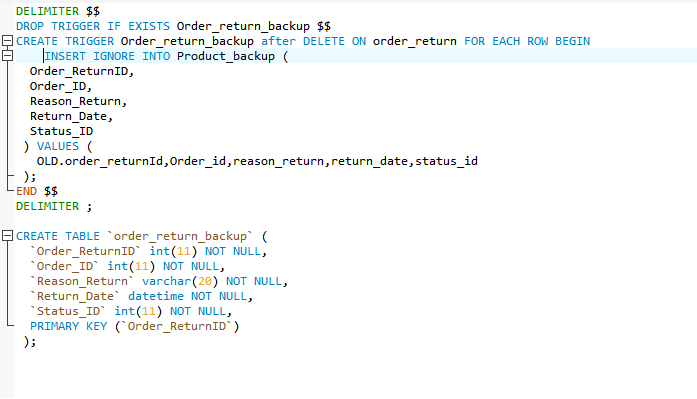 DELIMITER $$
DROP TRIGGER IF EXISTS Order_return_backup $$
CREATE TRIGGER Order_return_backup after DELETE ON order_return FOR EACH ROW BEGIN
INSERT IGNORE INTO Product_backup (
Order_ReturnID,
Order_ID,
Reason_Return,
Return_Date,
Status_ID
) VALUES (
OLD.order_returnId,Order_id,reason_return,return_date,status_id
);
END $$
DELIMITER ;
CREATE TABLE `order_return_backup` (
`Order_ReturnID` int(11) NOT NULL,
`Order_ID` int(11) NOT NULL,
`Reason_Return` varchar(20) NOT NULL,
`Return_Date` datetime NOT NULL,
`Status_ID` int(11) NOT NULL,
PRIMARY KEY (`Order_ReturnID`)
);